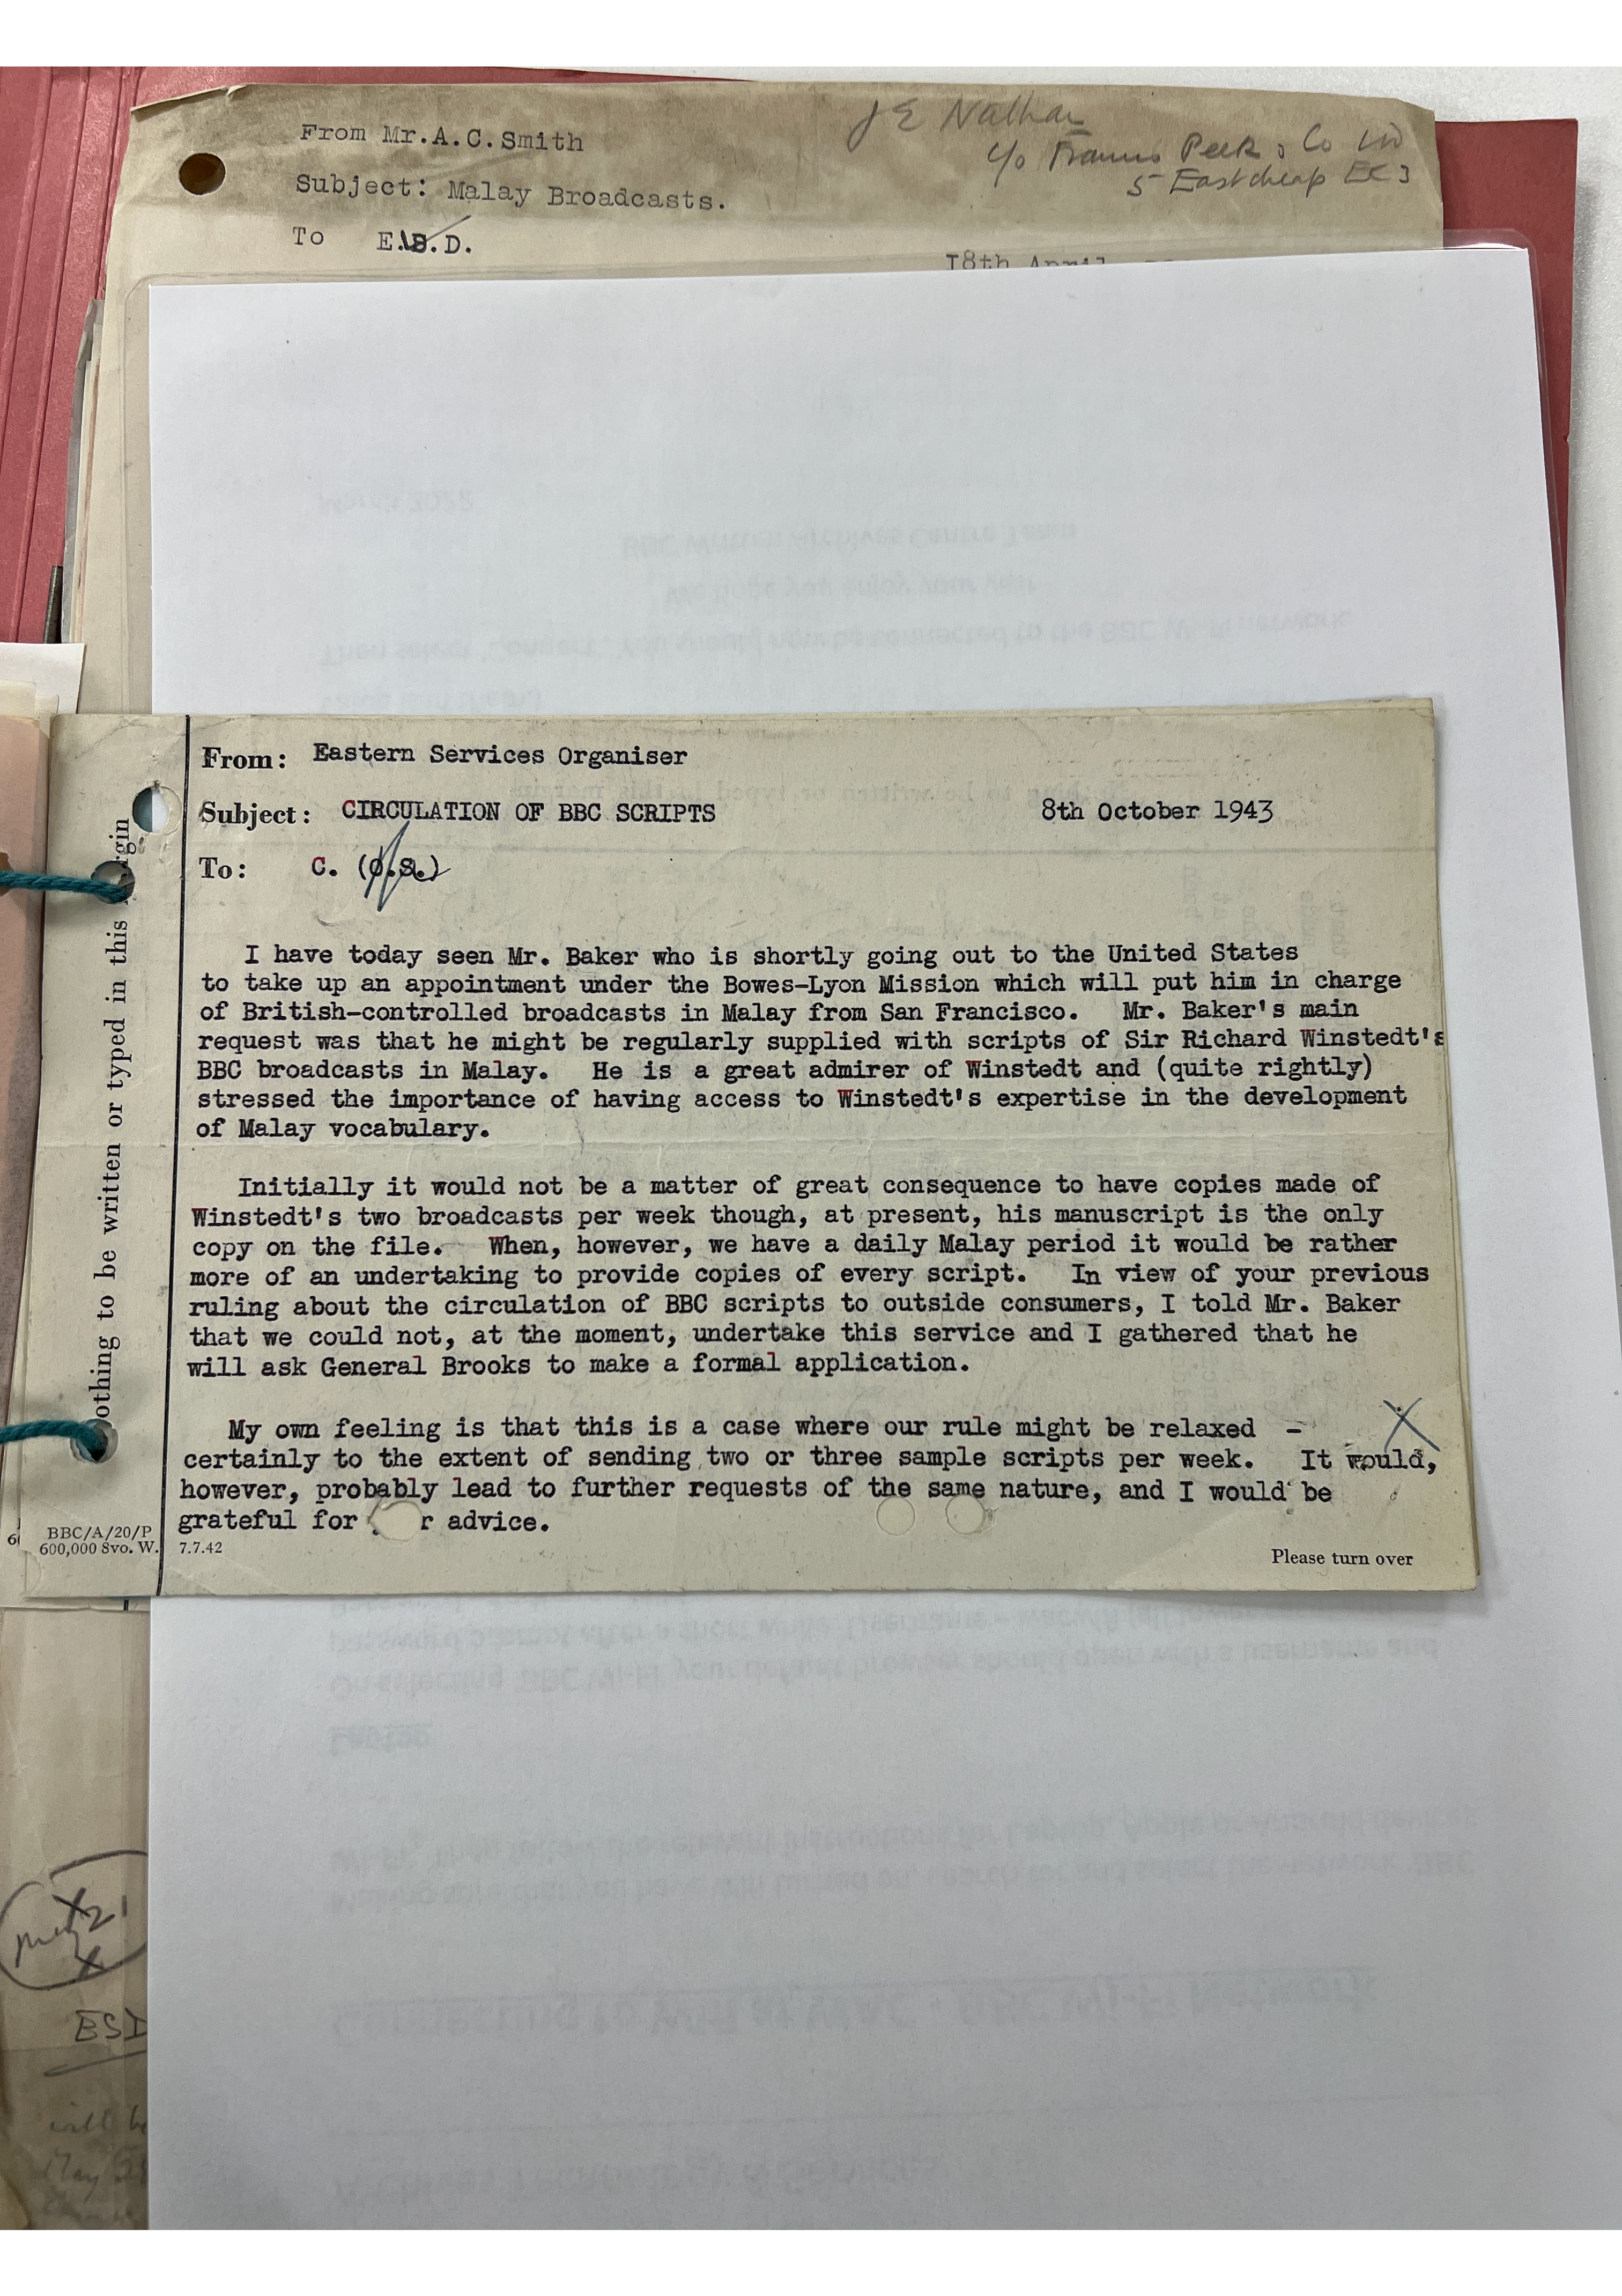 From Mr.A.C.Smith
J E Nathan
c/o Francis Peek & Co Ltd
5 Eastcheap EC3
Subject: Malay Broadcasts.
To E.S.D.
18th April
From: Eastern Services Organiser
Subject: CIRCULATION OF BBC SCRIPTS 8th October 1943
To: C. (O.S.)
I have today seen Mr. Baker who is shortly going out to the United States
to take up an appointment under the Bowes-Lyon Mission which will put him in charge
of British-controlled broadcasts in Malay from San Francisco. Mr. Baker's main
request was that he might be regularly supplied with scripts of Sir Richard Winstedt's
BBC broadcasts in Malay. He is a great admirer of Winstedt and (quite rightly)
stressed the importance of having access to Winstedt's expertise in the development
of Malay vocabulary.
Initially it would not be a matter of great consequence to have copies made of
Winstedt's two broadcasts per week though, at present, his manuscript is the only
copy on the file. When, however, we have a daily Malay period it would be rather
more of an undertaking to provide copies of every script. In view of your previous
ruling about the circulation of BBC scripts to outside consumers, I told Mr. Baker
that we could not, at the moment, undertake this service and I gathered that he
will ask General Brooks to make a formal application.
My own feeling is that this is a case where our rule might be relaxed - X
certainly to the extent of sending two or three sample scripts per week. It would,
however, probably lead to further requests of the same nature, and I would be
grateful for r advice.
BBC/A/20/P
600,000 8vo. W. 7.7.42
Please turn over
othing to be written or typed in this rgin
X21
X
ESD
will b
May 28